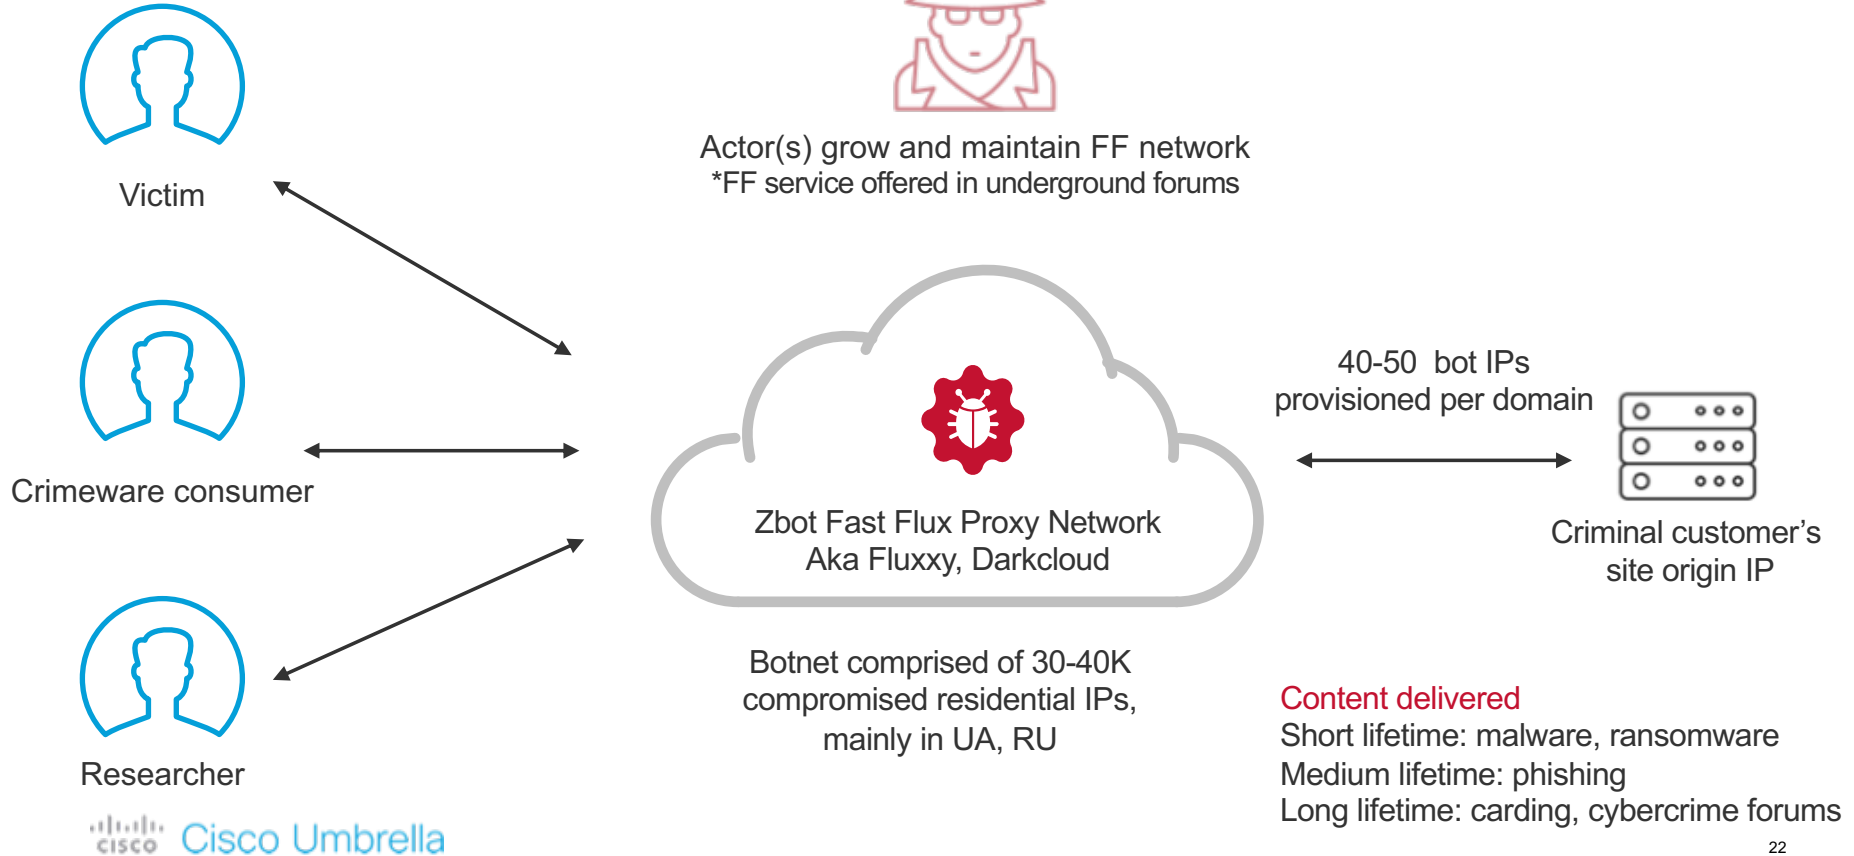 Actor(s) grow and maintain FF network
*FF service offered in underground forums
Victim
Crimeware consumer
Researcher
Zbot Fast Flux Proxy Network
Aka Fluxxy, Darkcloud
Botnet comprised of 30-40K
compromised residential IPs,
mainly in UA, RU
40-50 bot IPs
provisioned per domain
Criminal customer's
site origin IP
Content delivered
Short lifetime: malware, ransomware
Medium lifetime: phishing
Long lifetime: carding, cybercrime forums
cisco Cisco Umbrella
22